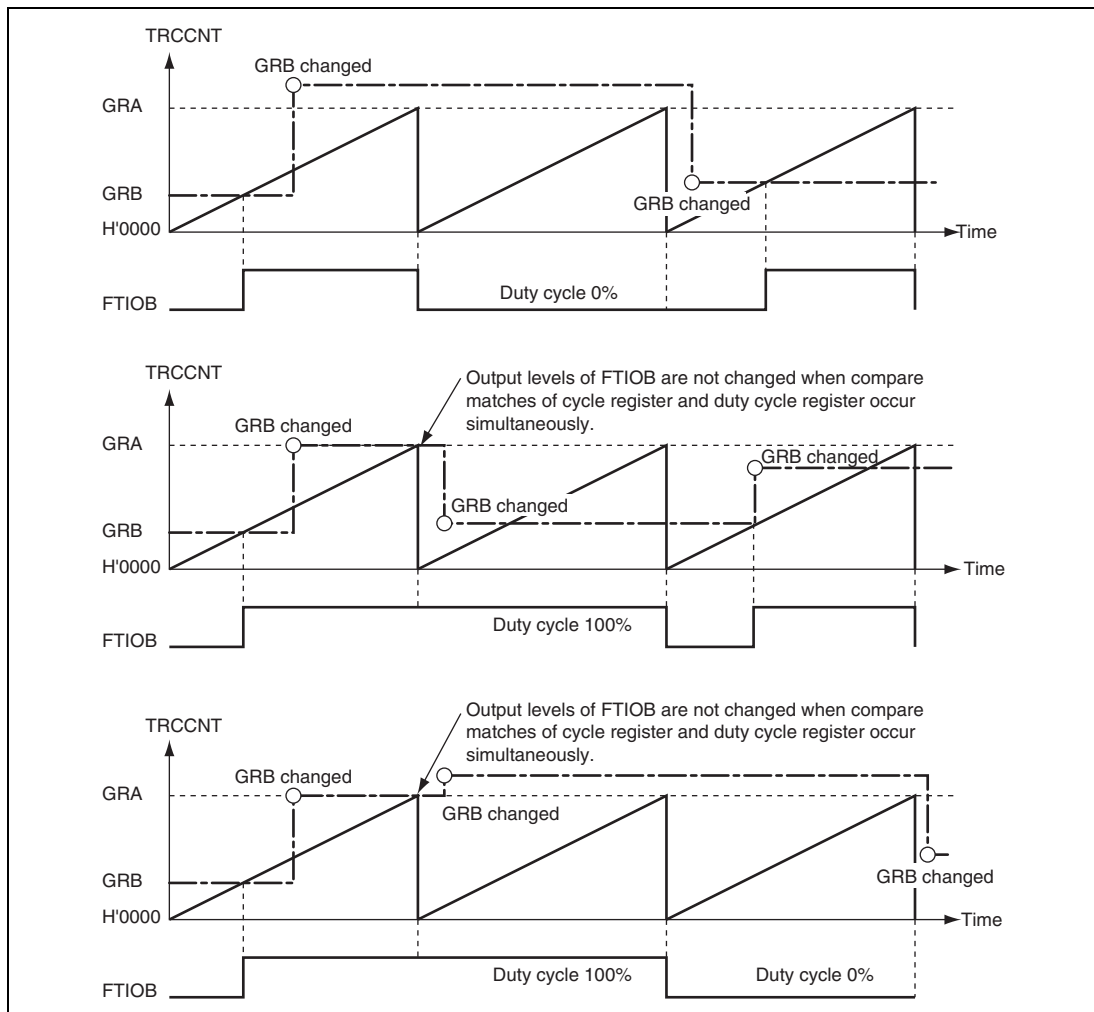 TRCCNT
GRB changed
GRA
GRB
GRB changed
H'0000
Time
Duty cycle 0%
FTIOB
TRCCNT
Output levels of FTIOB are not changed when compare
matches of cycle register and duty cycle register occur
simultaneously.
GRB changed
GRA
GRB changed
GRB changed
GRB
H'0000
Time
Duty cycle 100%
FTIOB
TRCCNT
Output levels of FTIOB are not changed when compare
matches of cycle register and duty cycle register occur
simultaneously.
GRB changed
GRA
GRB changed
GRB
GRB changed
H'0000
Time
Duty cycle 100%
Duty cycle 0%
FTIOB